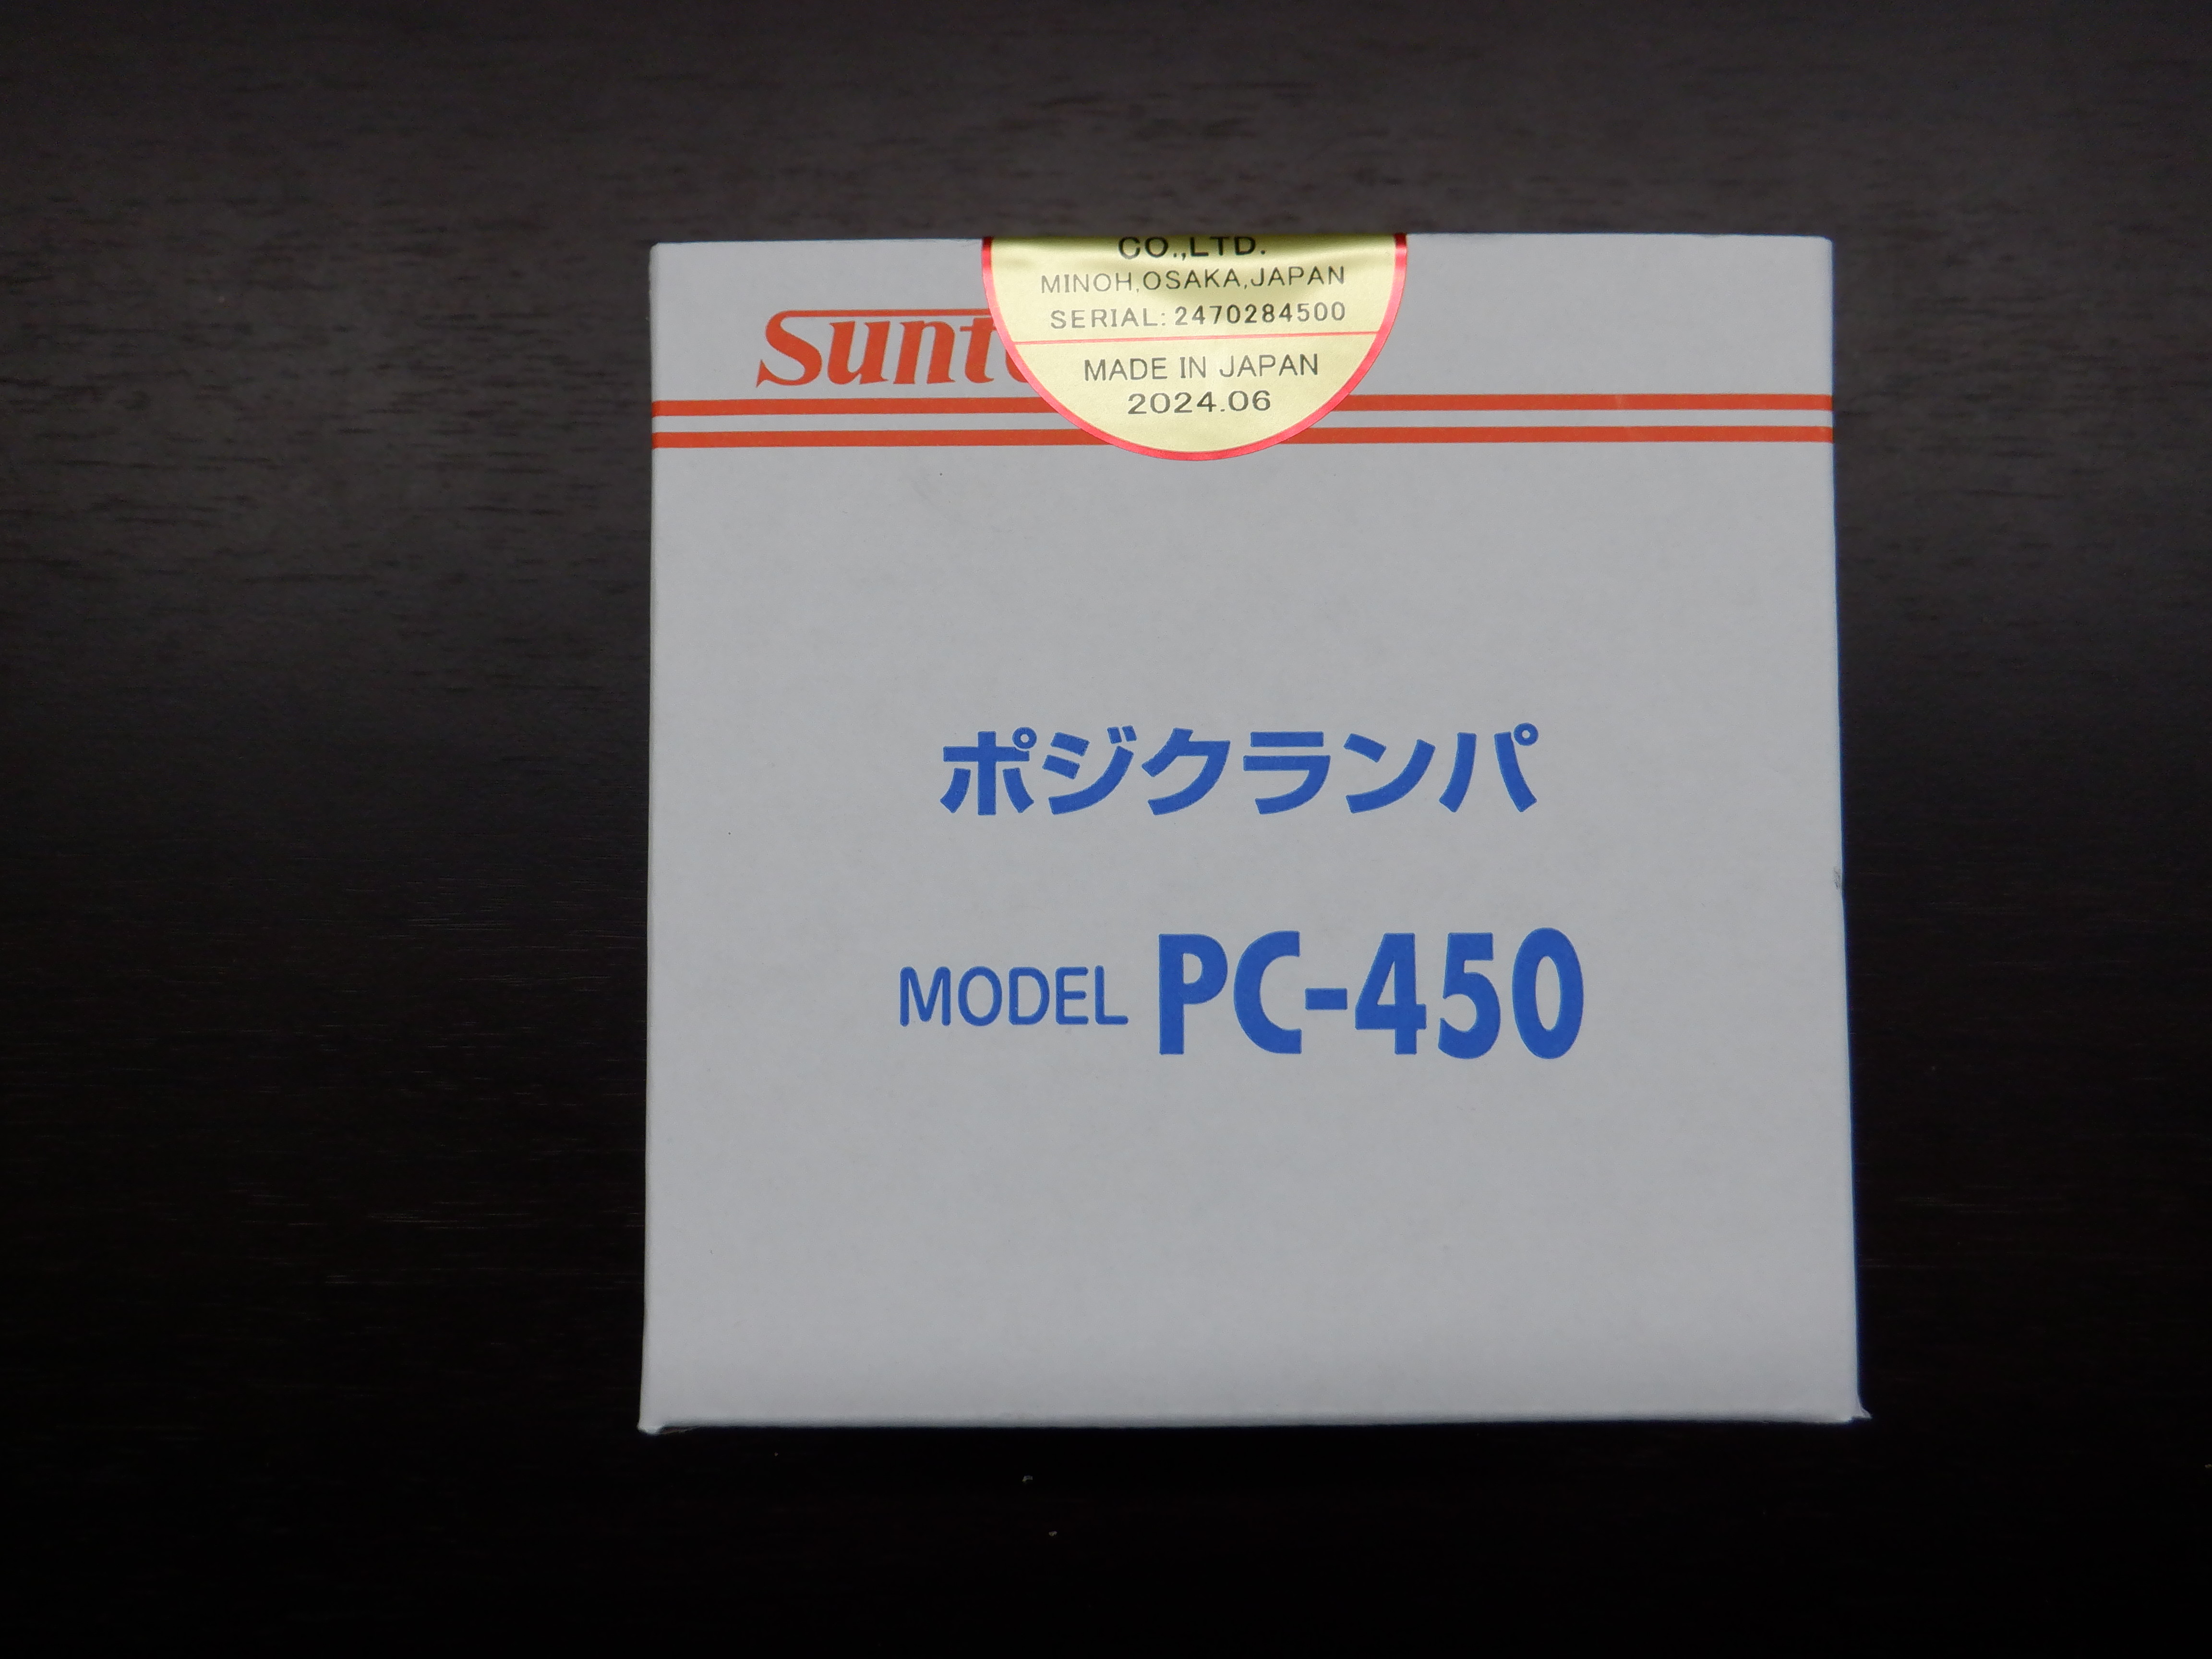 CO.,LTD.
MINOH,OSAKA,JAPAN
SERIAL: 2470284500
MADE IN JAPAN
2024.06
ポジクランパ
MODEL PC-450